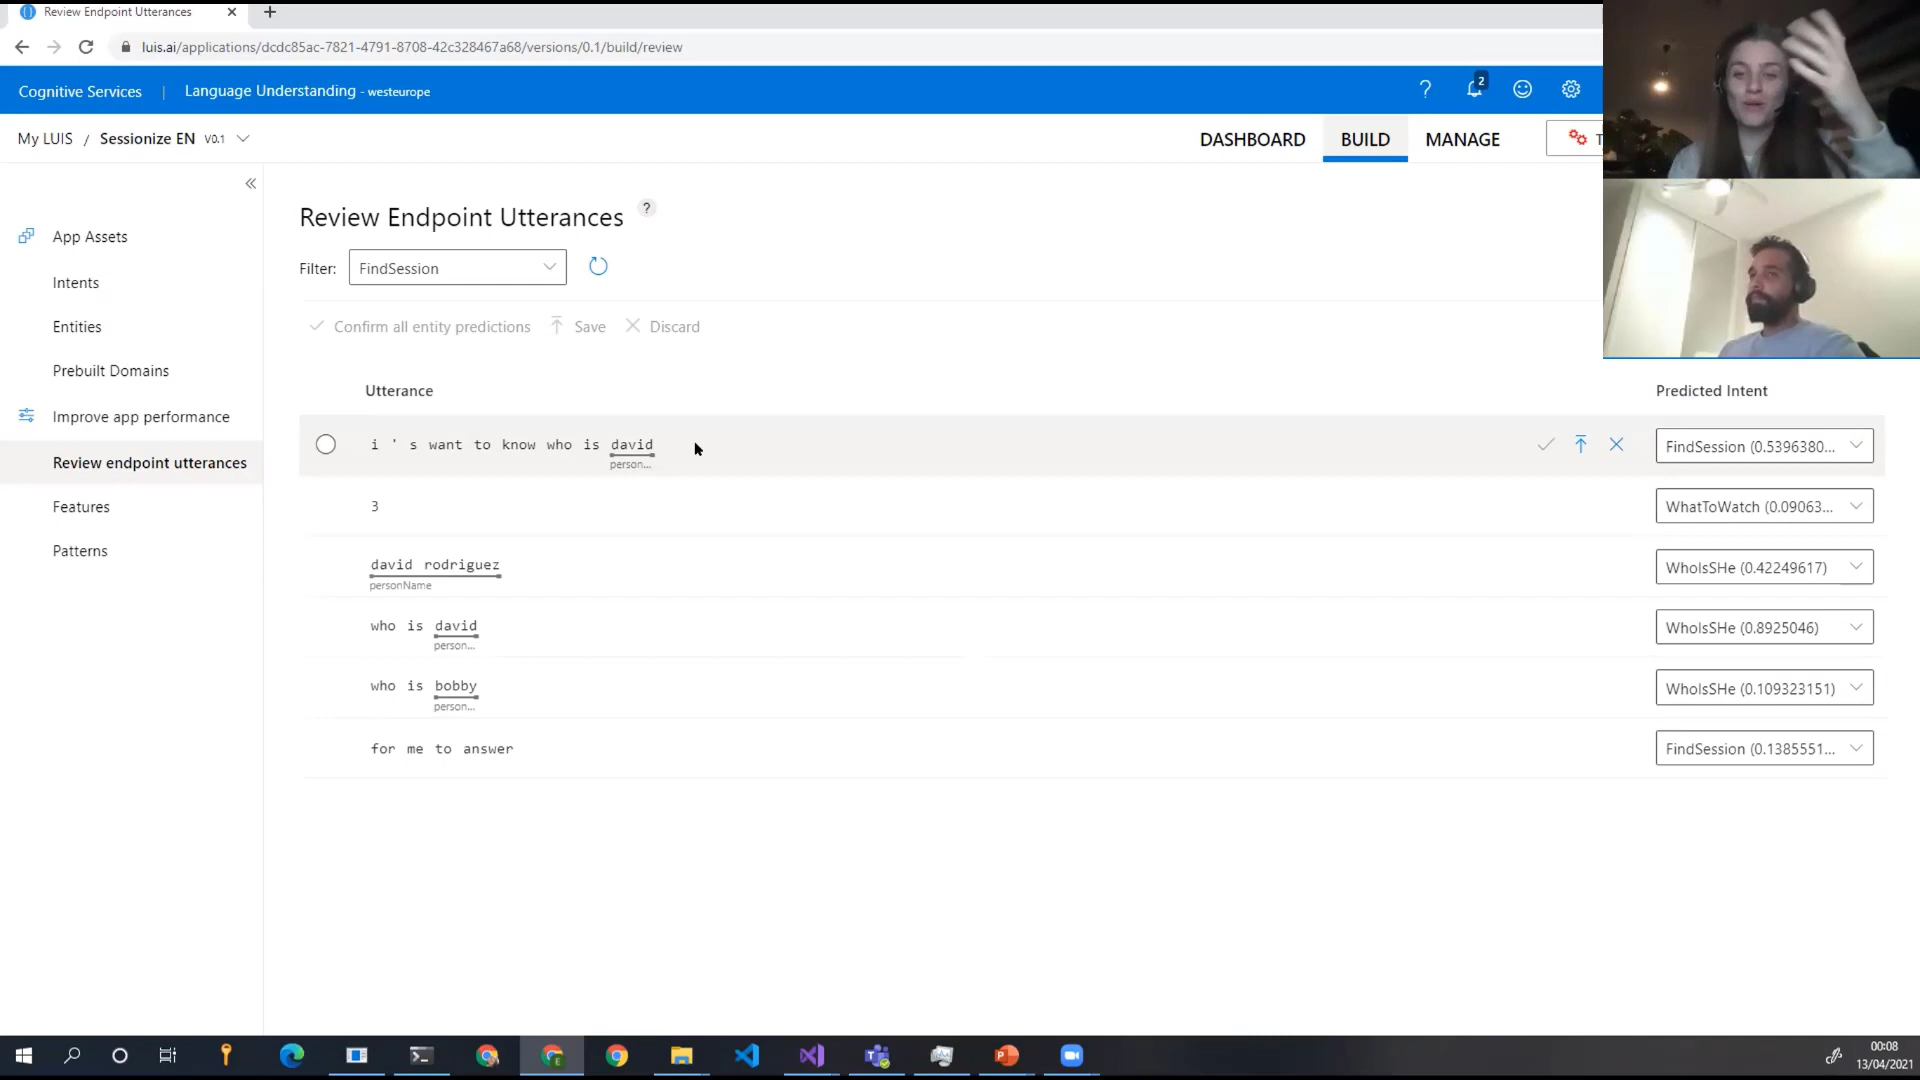 Review Endpoint Utterances
luis.ai/applications/dcdc85ac-7821-4791-8708-42c328467a68/versions/0.1/build/review
Cognitive Services | Language Understanding - westeurope
? 2
My LUIS / Sessionize EN V0.1
DASHBOARD BUILD MANAGE T
App Assets
Intents
Entities
Prebuilt Domains
Improve app performance
Review endpoint utterances
Features
Patterns
Review Endpoint Utterances ?
Filter: FindSession
Confirm all entity predictions Save Discard
Utterance Predicted Intent
i ' s want to know who is david FindSession (0.5396380...
person...
3 WhatToWatch (0.09063...
david rodriguez WhoIsSHe (0.42249617)
personName
who is david WhoIsSHe (0.8925046)
person...
who is bobby WhoIsSHe (0.109323151)
person...
for me to answer FindSession (0.1385551...
00:08
13/04/2021